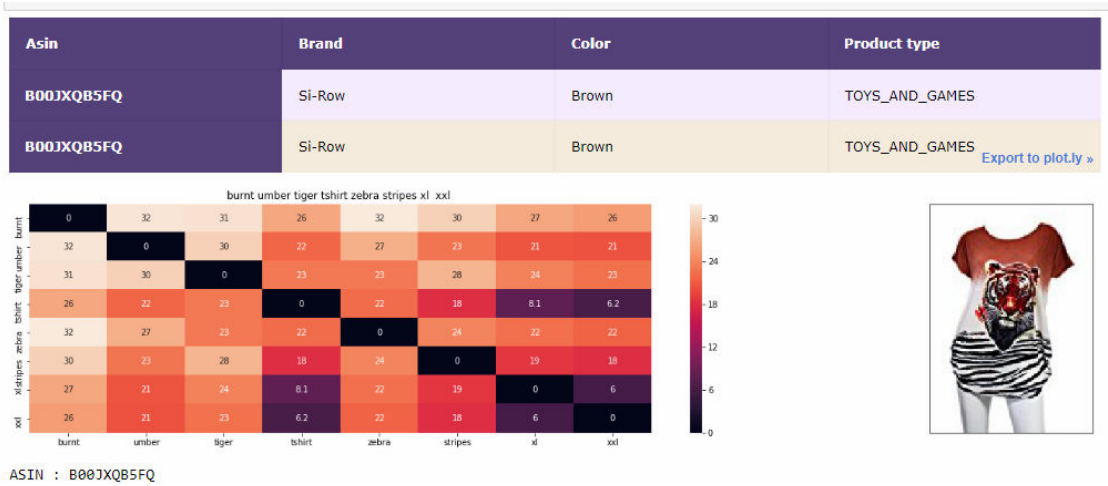 Asin Brand Color Product type
B00JXQB5FQ Si-Row Brown TOYS_AND_GAMES
B00JXQB5FQ Si-Row Brown TOYS_AND_GAMES
Export to plot.ly »
burnt umber tiger tshirt zebra stripes xl xxl
burnt 0 32 31 26 32 30 27 26
umber 32 0 30 22 27 23 21 21
tiger 31 30 0 23 23 28 24 23
tshirt 26 22 23 0 22 18 8.1 6.2
zebra 32 27 23 22 0 24 22 22
stripes 30 23 28 18 24 0 19 18
xl 27 21 24 8.1 22 19 0 6
xxl 26 21 23 6.2 22 18 6 0
burnt umber tiger tshirt zebra stripes xl xxl
30
24
18
12
6
0
ASIN : B00JXQB5FQ